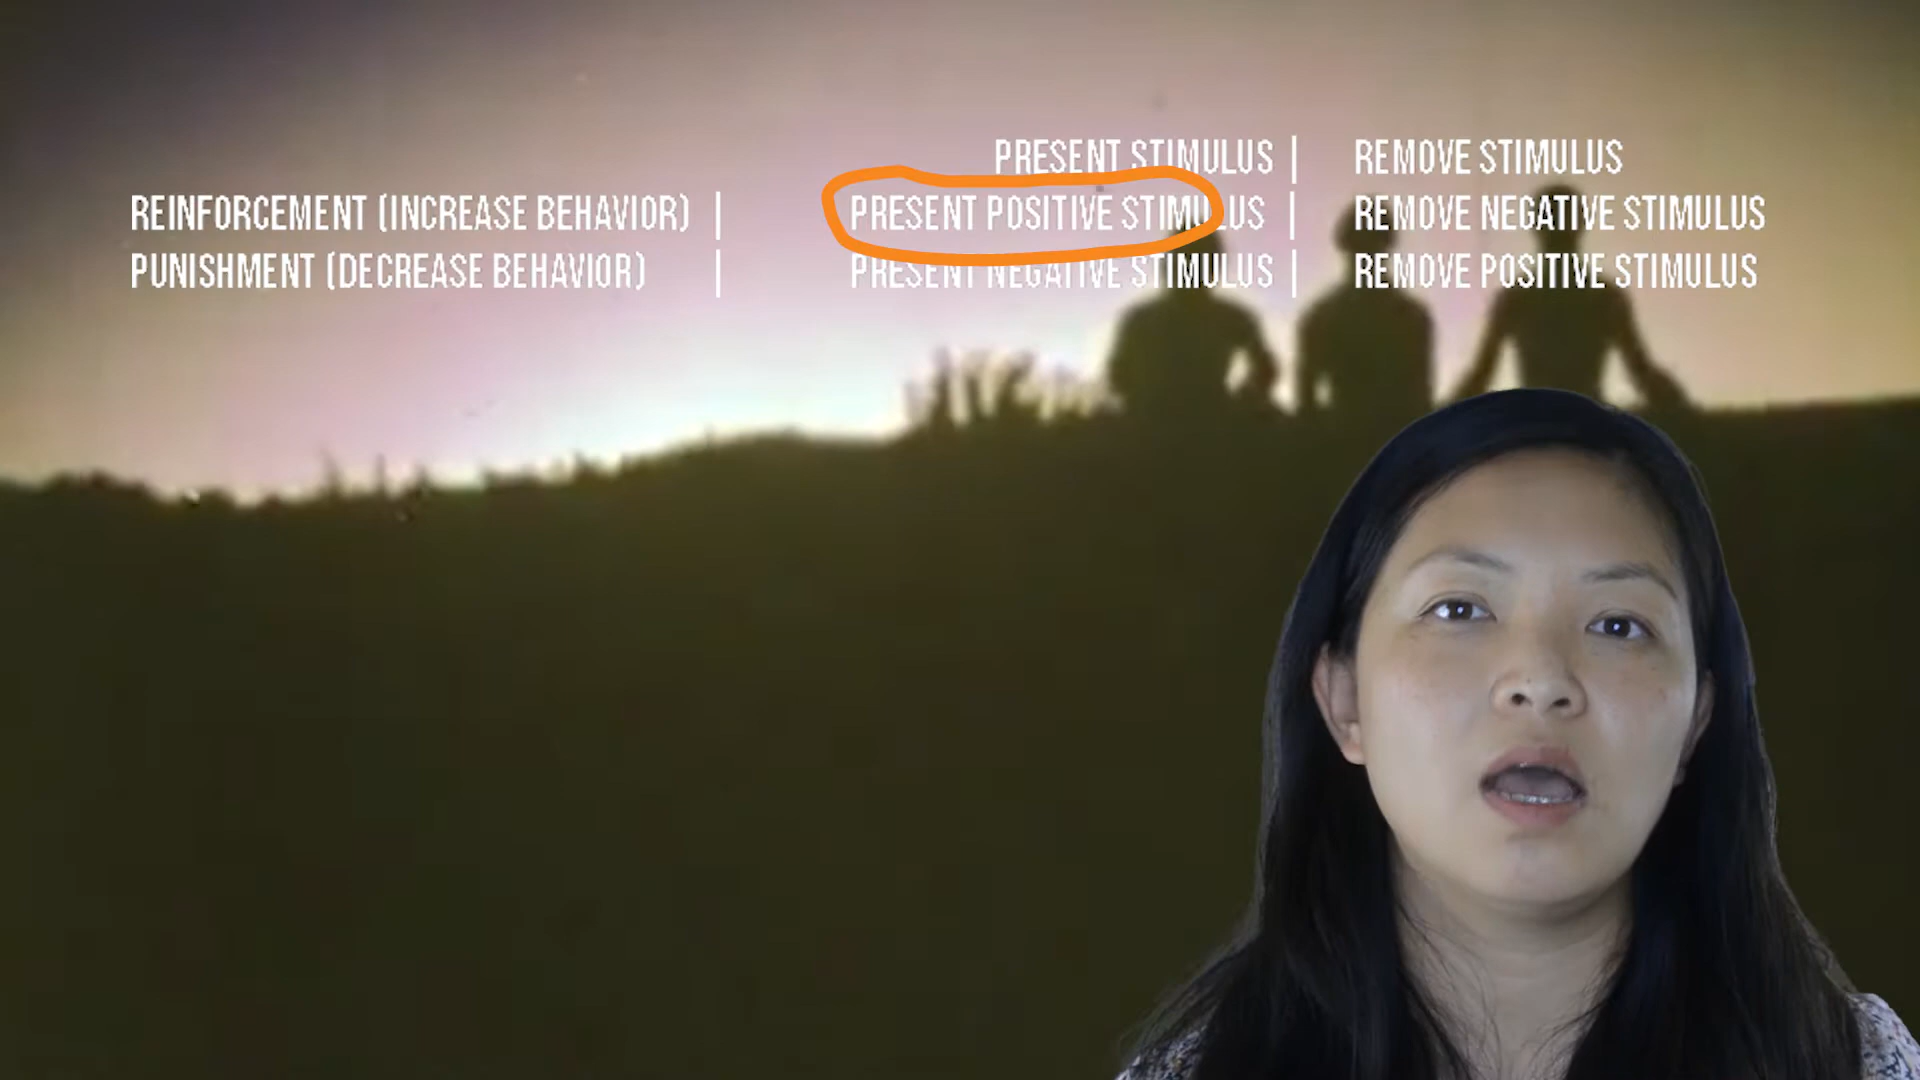 PRESENT STIMULUS | REMOVE STIMULUS
REINFORCEMENT (INCREASE BEHAVIOR) | PRESENT POSITIVE STIMULUS | REMOVE NEGATIVE STIMULUS
PUNISHMENT (DECREASE BEHAVIOR) | PRESENT NEGATIVE STIMULUS | REMOVE POSITIVE STIMULUS